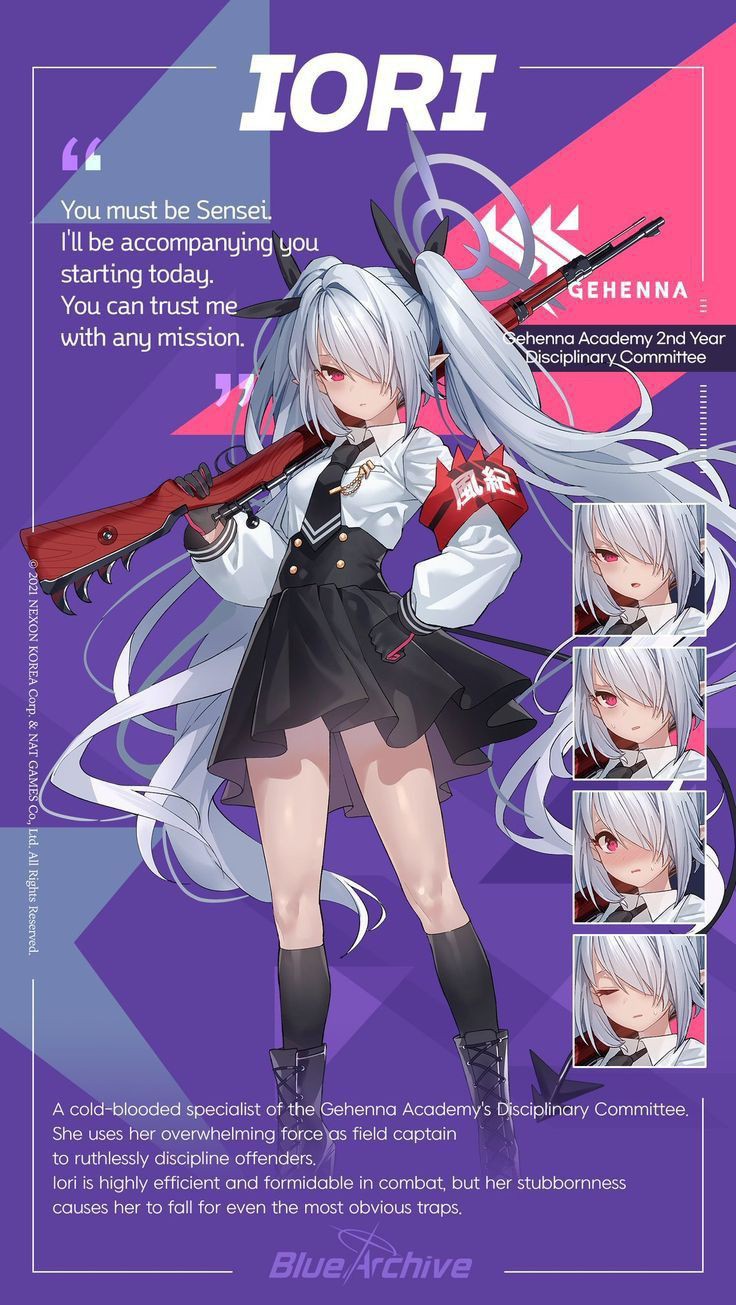 IORI
You must be Sensei.
I'll be accompanying you
starting today.
You can trust me
with any mission.
GEHENNA
Gehenna Academy 2nd Year
Disciplinary Committee
風紀
© 2021 NEXON KOREA Corp. & NAT GAMES Co., Ltd. All Rights Reserved.
A cold-blooded specialist of the Gehenna Academy's Disciplinary Committee.
She uses her overwhelming force as field captain
to ruthlessly discipline offenders.
Iori is highly efficient and formidable in combat, but her stubbornness
causes her to fall for even the most obvious traps.
Blue Archive